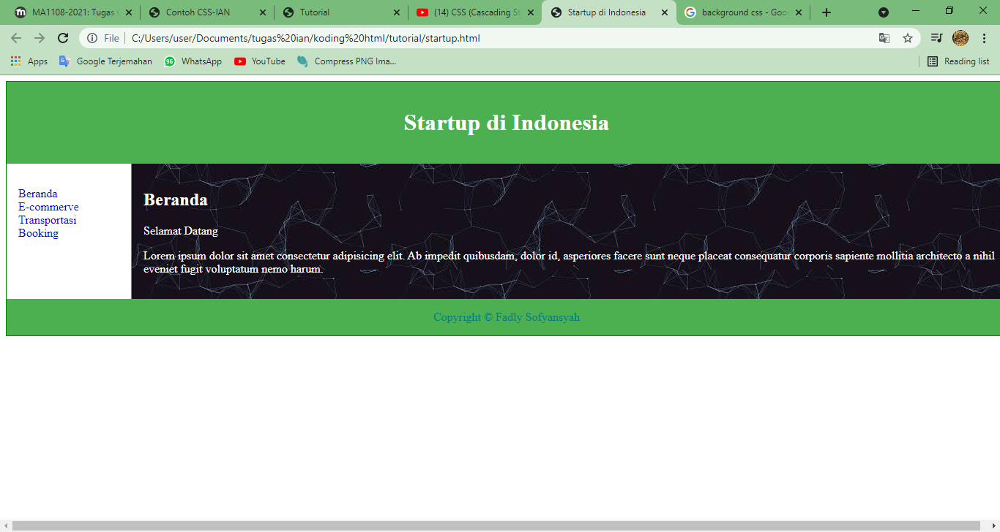 MA1108-2021: Tugas
Contoh CSS-IAN
Tutorial
(14) CSS (Cascading St
Startup di Indonesia
background css - Goo
File
C:/Users/user/Documents/tugas%20ian/koding%20html/tutorial/startup.html
Apps
Google Terjemahan
96
WhatsApp
YouTube
Compress PNG Ima...
Reading list
Startup di Indonesia
Beranda
E-commerve
Transportasi
Booking
Beranda
Selamat Datang
Lorem ipsum dolor sit amet consectetur adipisicing elit. Ab impedit quibusdam, dolor id, asperiores facere sunt neque placeat consequatur corporis sapiente mollitia architecto a nihil
eveniet fugit voluptatum nemo harum.
Copyright © Fadly Sofyansyah